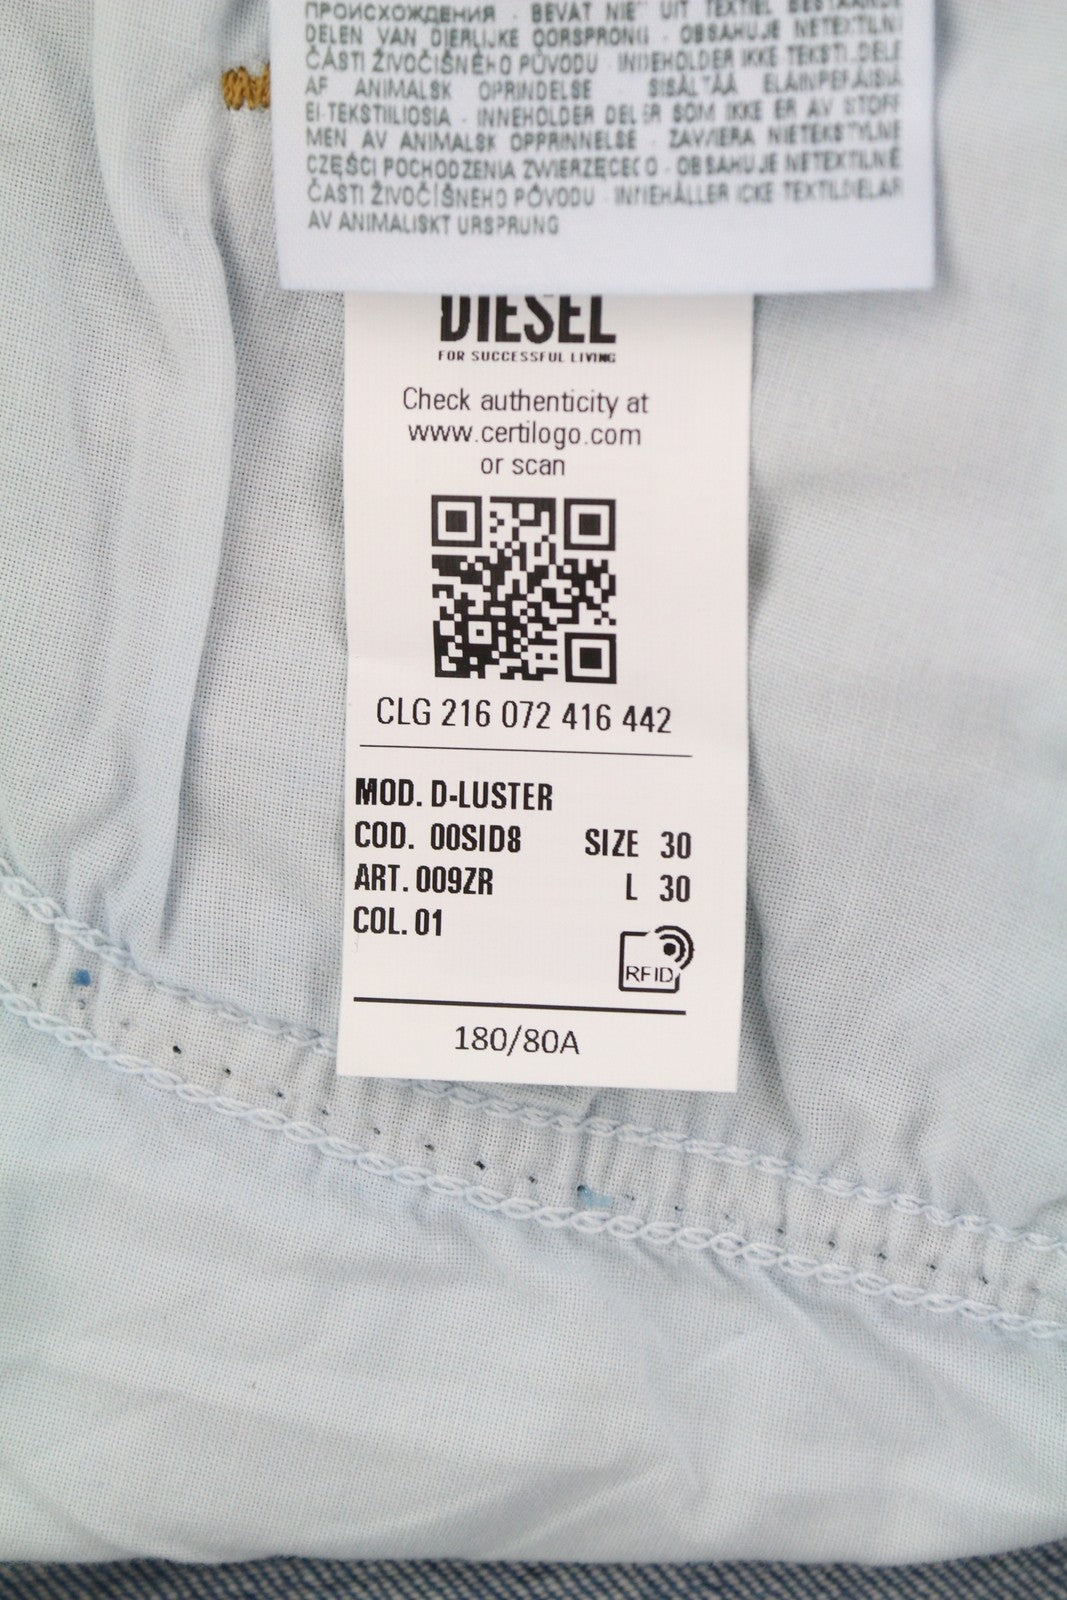 ПРОИСХОЖДЕНИЯ · BEVAT NIET UIT TEXTIEL BESTAANDE
DELEN VAN DIERLIJKE OORSPRONG · OBSAHUJE NETEXTILNÍ
ČÁSTI ŽIVOČIŠNÉHO PŮVODU · INDEHOLDER IKKE TEKSTILDELE
AF ANIMALSK OPRINDELSE · SISÄLTÄÄ ELÄINPERÄISIÄ
EI-TEKSTIILIOSIA · INNEHOLDER DELER SOM IKKE ER AV STOFF
MEN AV ANIMALSK OPPRINNELSE · ZAWIERA NIETEKSTYLNE
CZĘŚCI POCHODZENIA ZWIERZĘCEGO · OBSAHUJE NETEXTILNÉ
ČASTI ŽIVOČÍŠNEHO PÔVODU · INNEHÅLLER ICKE TEXTILDELAR
AV ANIMALISKT URSPRUNG
DIESEL
FOR SUCCESSFUL LIVING
Check authenticity at
www.certilogo.com
or scan
CLG 216 072 416 442
MOD. D-LUSTER
COD. 00SID8 SIZE 30
ART. 009ZR L 30
COL. 01
RFID
180/80A